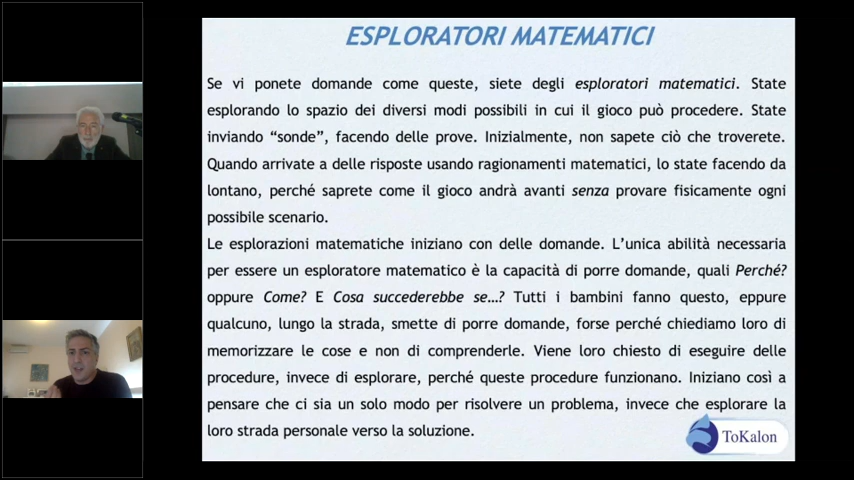 ESPLORATORI MATEMATICI
Se vi ponete domande come queste, siete degli esploratori matematici. State
esplorando lo spazio dei diversi modi possibili in cui il gioco può procedere. State
inviando “sonde”, facendo delle prove. Inizialmente, non sapete ciò che troverete.
Quando arrivate a delle risposte usando ragionamenti matematici, lo state facendo da
lontano, perché saprete come il gioco andrà avanti senza provare fisicamente ogni
possibile scenario.
Le esplorazioni matematiche iniziano con delle domande. L’unica abilità necessaria
per essere un esploratore matematico è la capacità di porre domande, quali Perché?
oppure Come? E Cosa succederebbe se…? Tutti i bambini fanno questo, eppure
qualcuno, lungo la strada, smette di porre domande, forse perché chiediamo loro di
memorizzare le cose e non di comprenderle. Viene loro chiesto di eseguire delle
procedure, invece di esplorare, perché queste procedure funzionano. Iniziano così a
pensare che ci sia un solo modo per risolvere un problema, invece che esplorare la
loro strada personale verso la soluzione.
ToKalon